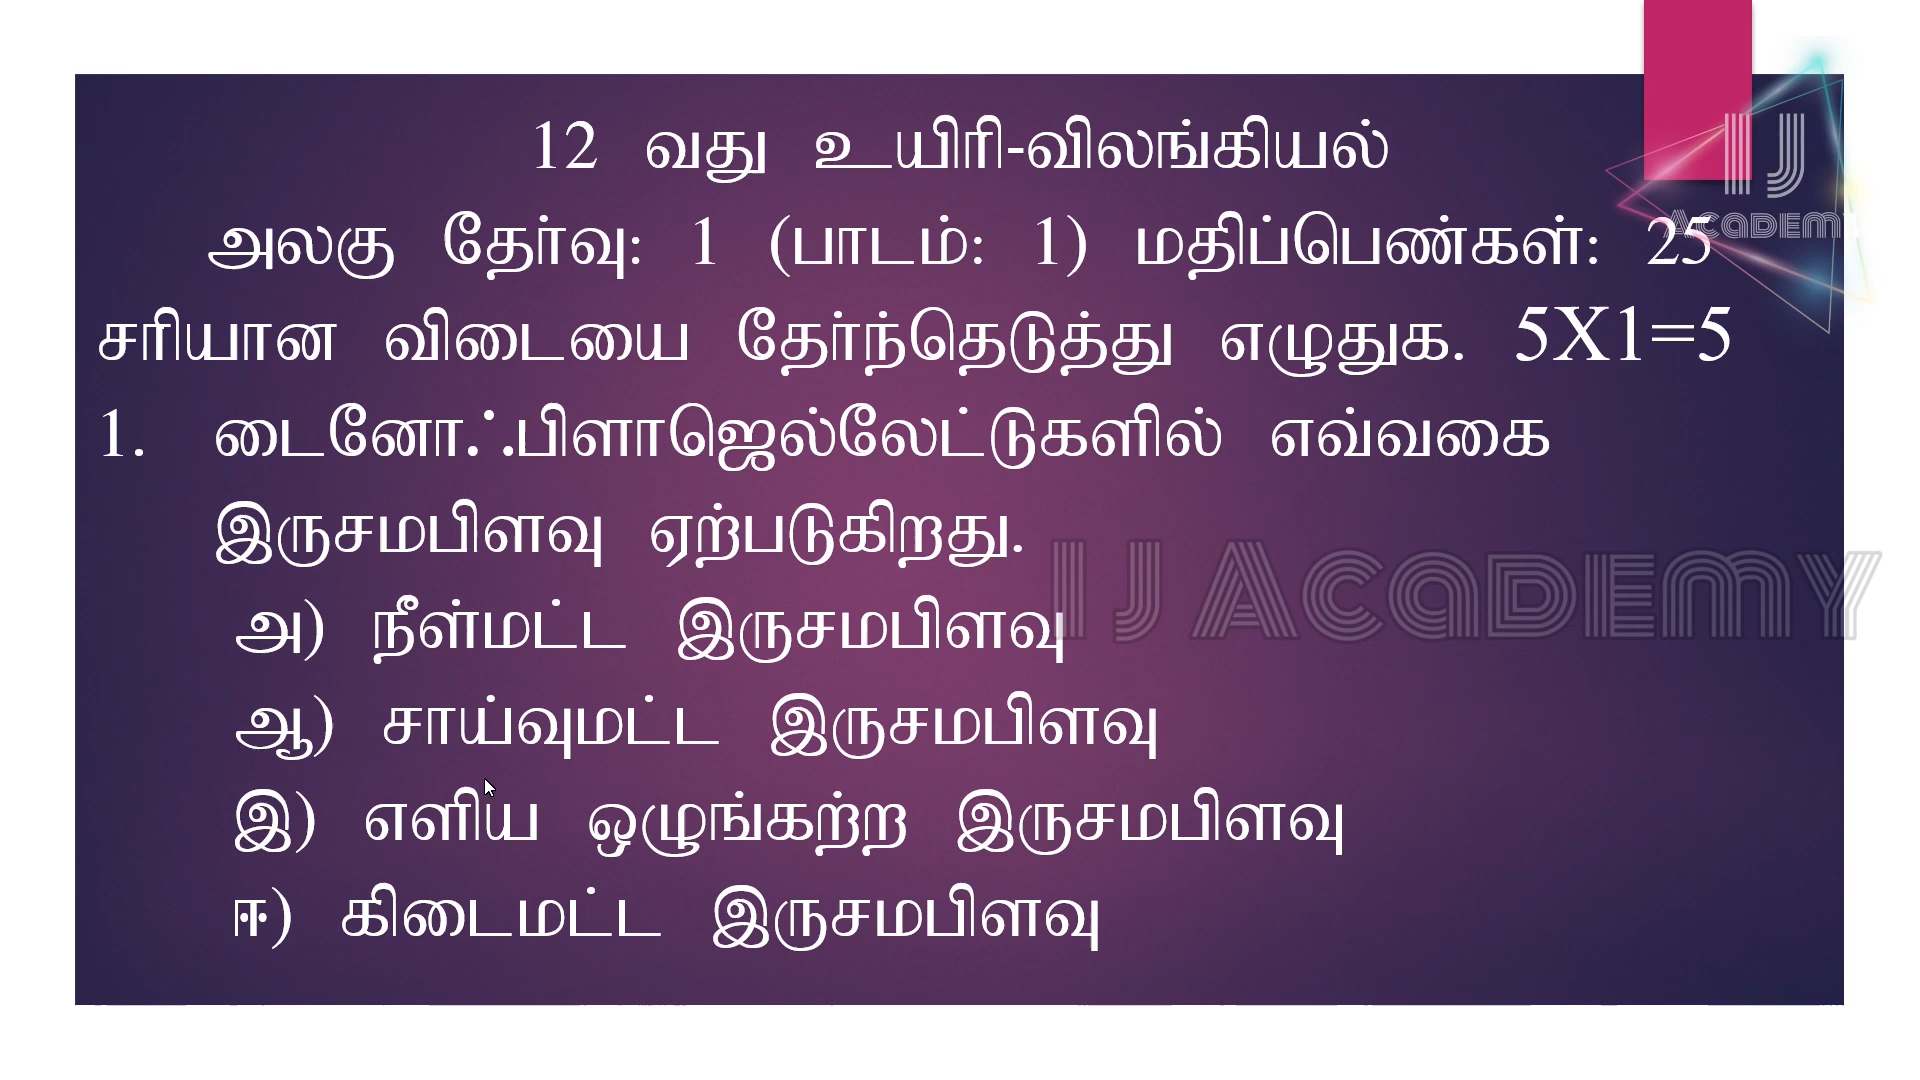 12 வது உயிரி-விலங்கியல்
அலகு தேர்வு: 1 (பாடம்: 1) மதிப்பெண்கள்: 25
சரியான விடையை தேர்ந்தெடுத்து எழுதுக. 5X1=5
1. டைனோஃபிளாஜெல்லேட்டுகளில் எவ்வகை
இருசமபிளவு ஏற்படுகிறது.
அ) நீள்மட்ட இருசமபிளவு
ஆ) சாய்வுமட்ட இருசமபிளவு
இ) எளிய ஒழுங்கற்ற இருசமபிளவு
ஈ) கிடைமட்ட இருசமபிளவு
IJ
Academy
IJ Academy